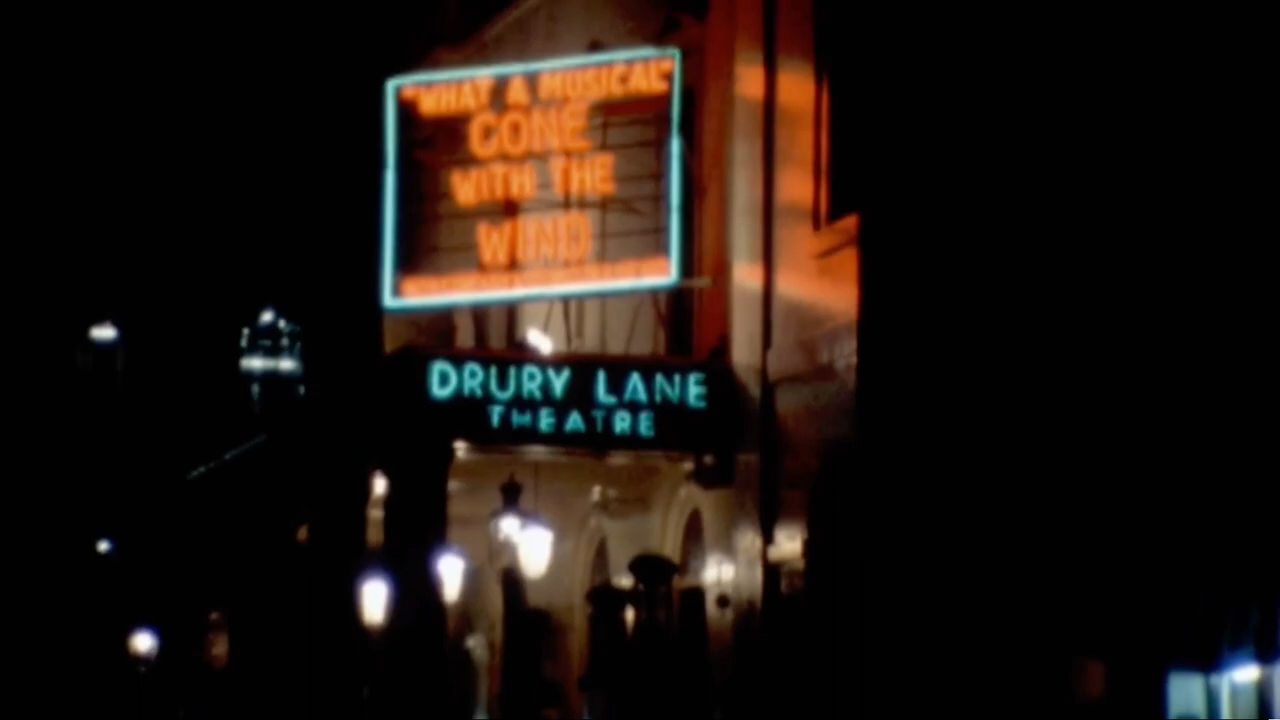 "WHAT A MUSICAL"
GONE
WITH THE
WIND
DRURY LANE
THEATRE